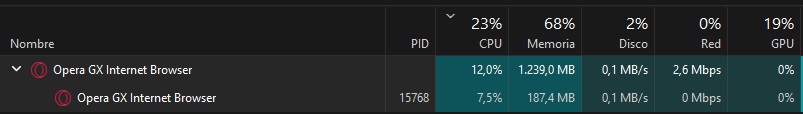 23% 68% 2% 0% 19%
Nombre PID CPU Memoria Disco Red GPU
Opera GX Internet Browser 12,0% 1.239,0 MB 0,1 MB/s 2,6 Mbps 0%
Opera GX Internet Browser 15768 7,5% 187,4 MB 0,1 MB/s 0 Mbps 0%